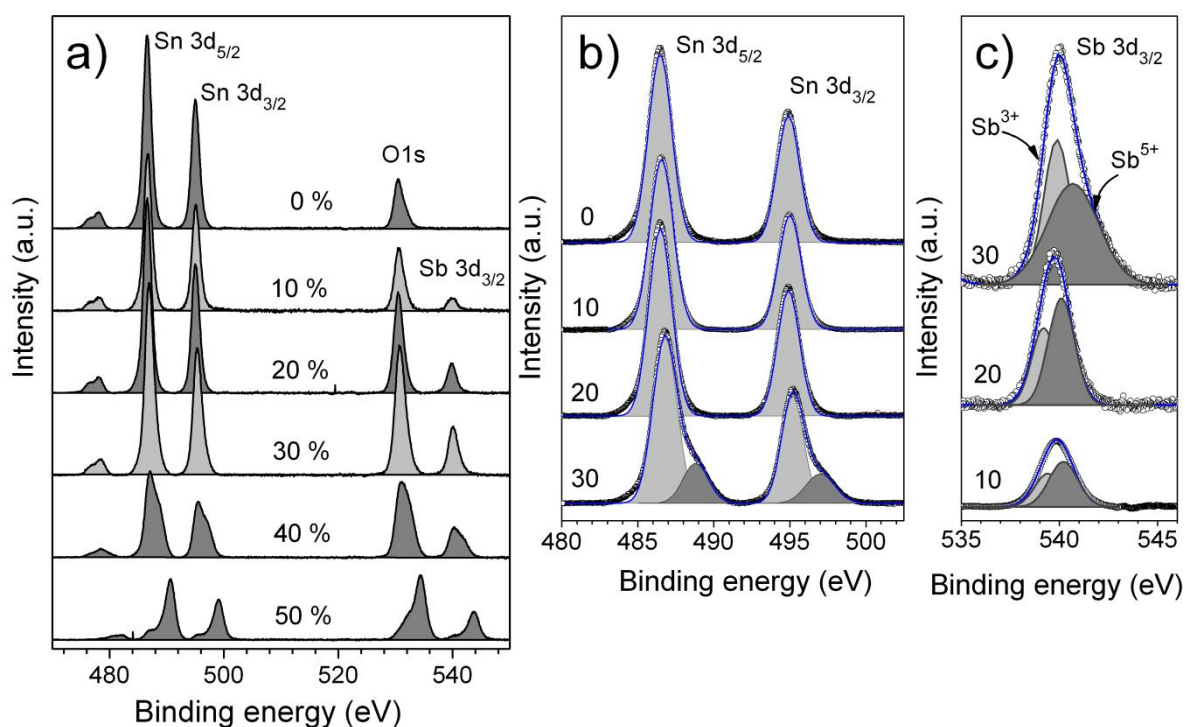 a)
Sn 3d5/2
Sn 3d3/2
O1s
Sb 3d3/2
0 %
10 %
20 %
30 %
40 %
50 %
Intensity (a.u.)
480 500 520 540
Binding energy (eV)
b)
Sn 3d5/2
Sn 3d3/2
0
10
20
30
Intensity (a.u.)
480 485 490 495 500
Binding energy (eV)
c)
Sb 3d3/2
Sb3+
Sb5+
30
20
10
Intensity (a.u.)
535 540 545
Binding energy (eV)